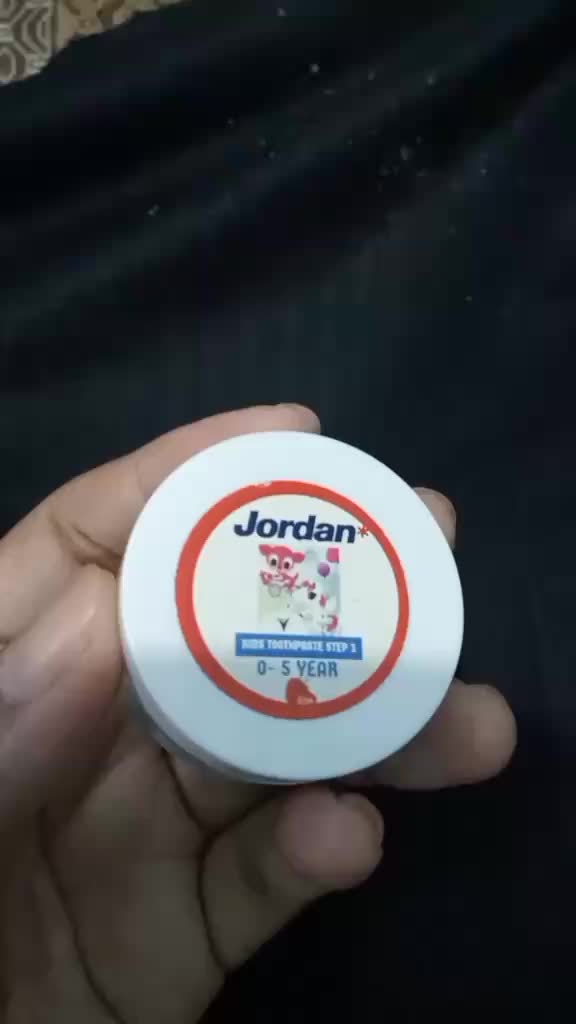 Jordan*
KIDS TOOTHPASTE STEP 1
0- 5 YEAR